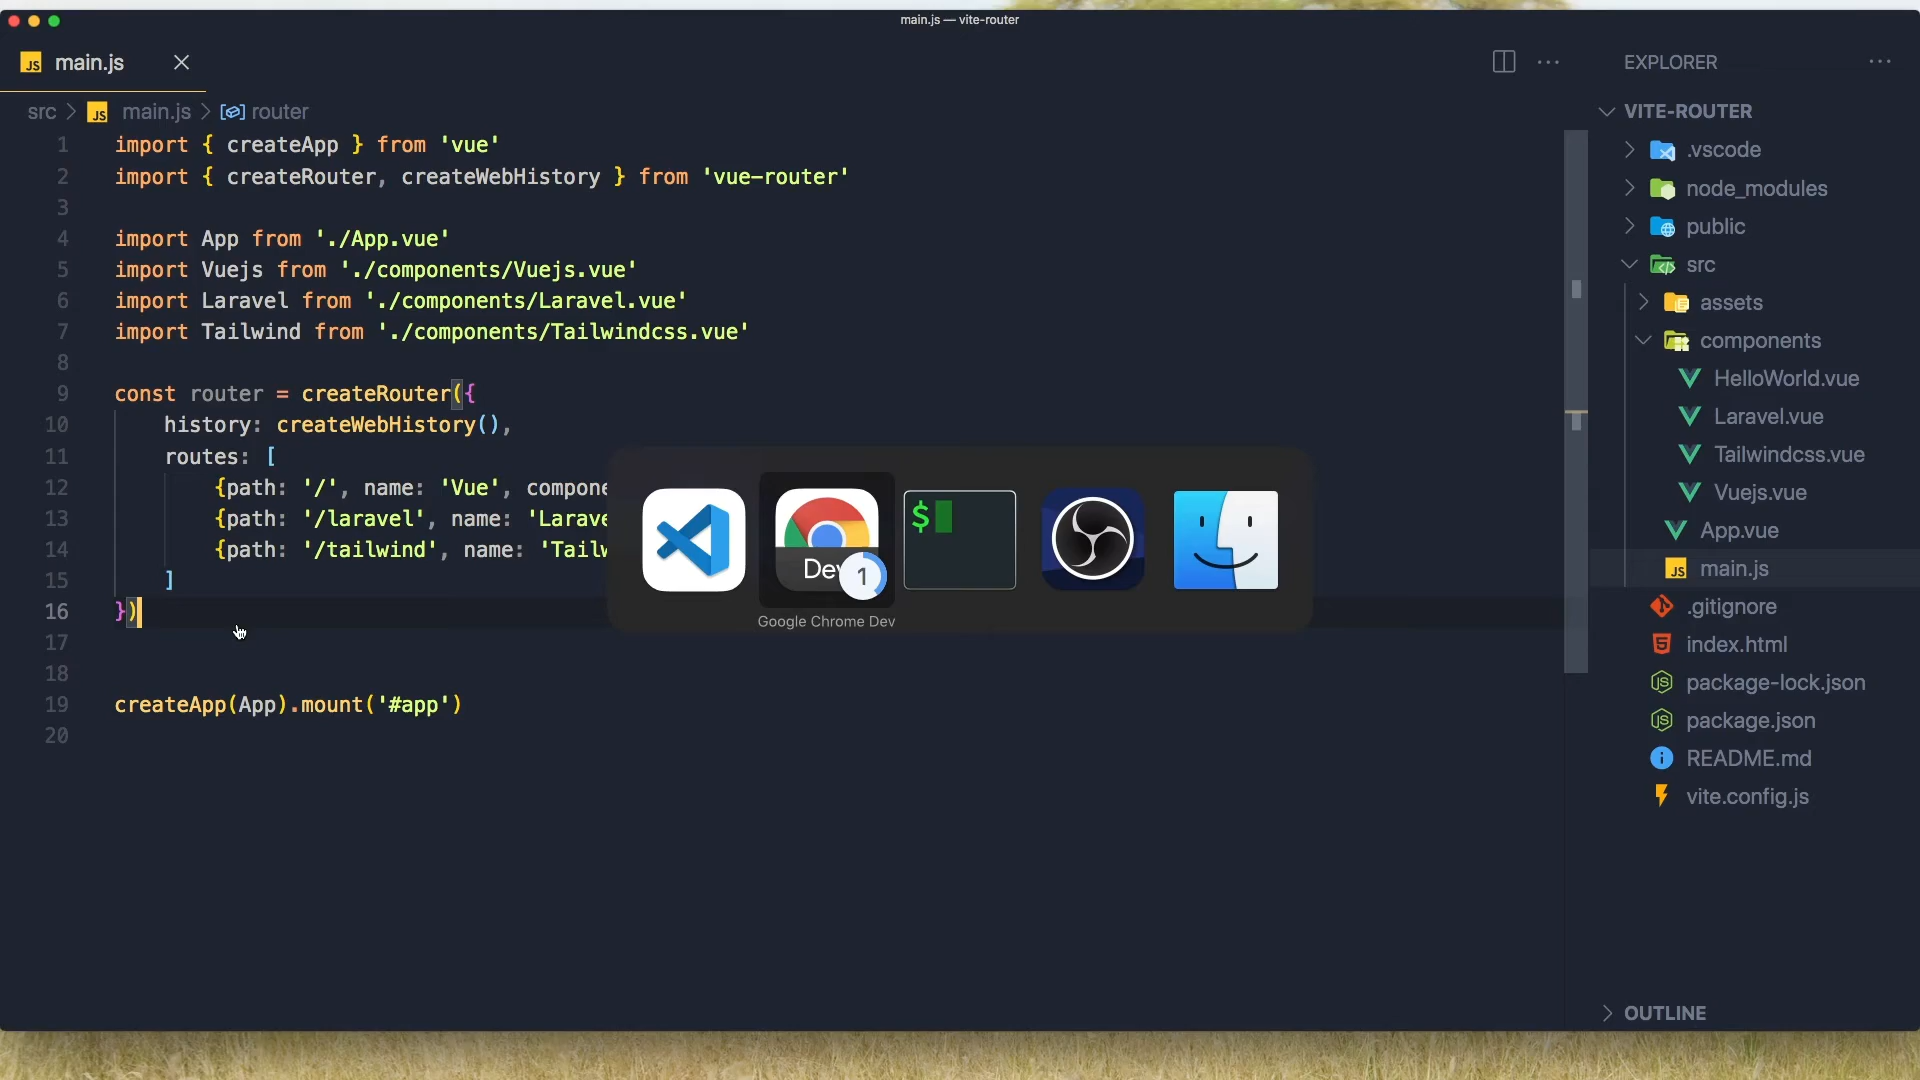 main.js — vite-router
JS main.js
EXPLORER
src > JS main.js > router
VITE-ROUTER
1 import { createApp } from 'vue'
2 import { createRouter, createWebHistory } from 'vue-router'
3
4 import App from './App.vue'
5 import Vuejs from './components/Vuejs.vue'
6 import Laravel from './components/Laravel.vue'
7 import Tailwind from './components/Tailwindcss.vue'
8
9 const router = createRouter({
10 history: createWebHistory(),
11 routes: [
12 {path: '/', name: 'Vue', compone
13 {path: '/laravel', name: 'Larave
14 {path: '/tailwind', name: 'Tailw
15 ]
16 })
17
18
19 createApp(App).mount('#app')
20
$
Dev
1
Google Chrome Dev
.vscode
node_modules
public
src
assets
components
HelloWorld.vue
Laravel.vue
Tailwindcss.vue
Vuejs.vue
App.vue
JS main.js
.gitignore
index.html
package-lock.json
package.json
README.md
vite.config.js
OUTLINE